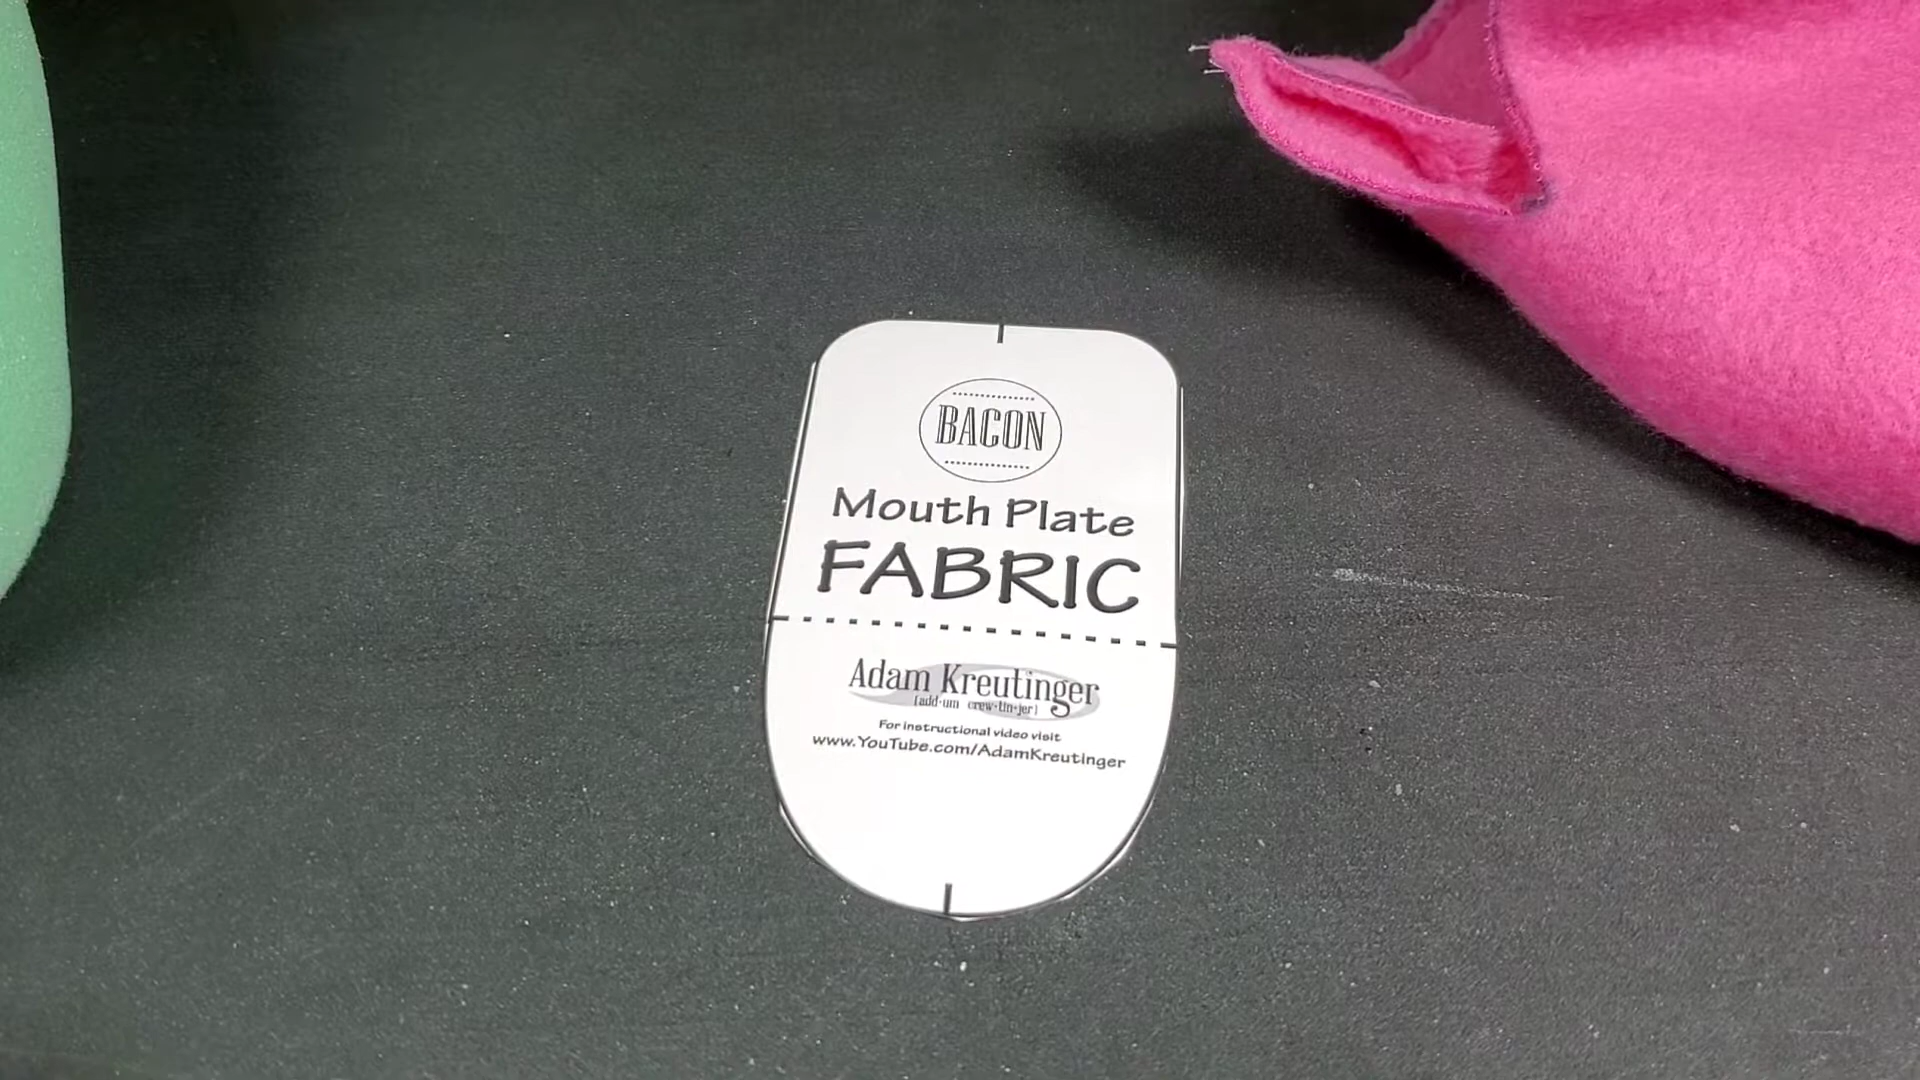 BACON
Mouth Plate
FABRIC
Adam Kreutinger
[add·um crew·tin·jer]
For instructional video visit
www.YouTube.com/AdamKreutinger